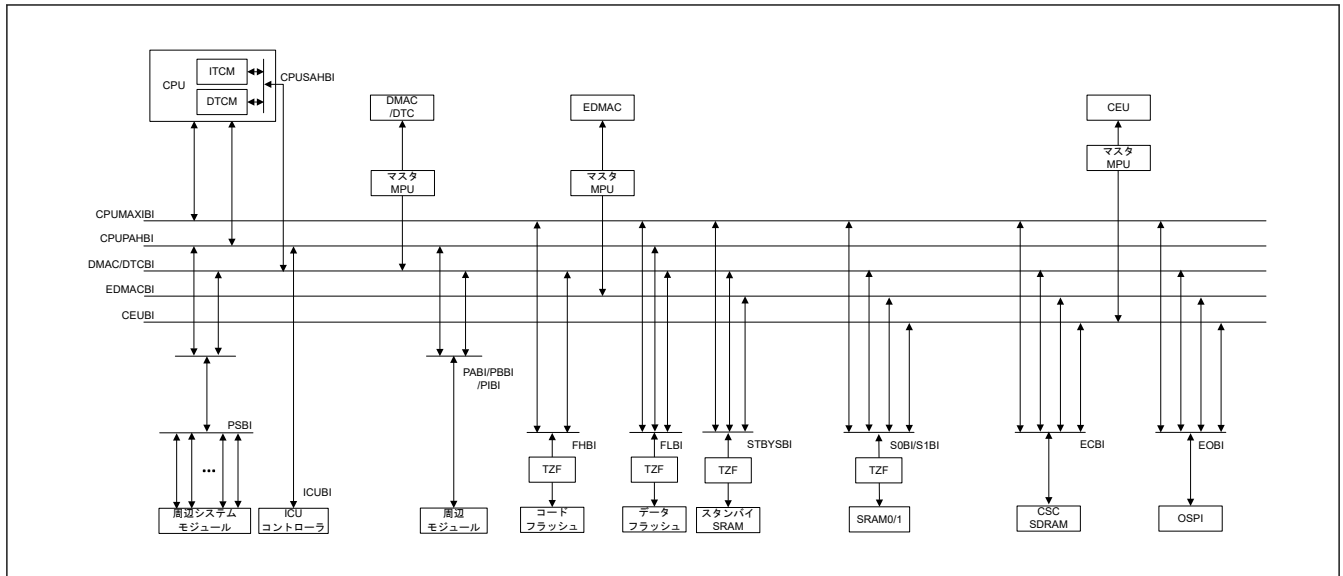 CPU
ITCM
DTCM
CPUSAHBI
DMAC
/DTC
EDMAC
CEU
マスタ
MPU
マスタ
MPU
マスタ
MPU
CPUMAXIBI
CPUPAHBI
DMAC/DTCBI
EDMACBI
CEUBI
PABI/PBBI
/PIBI
PSBI
FHBI
FLBI
STBYSBI
S0BI/S1BI
ECBI
EOBI
...
TZF
TZF
TZF
TZF
ICUBI
周辺システム
モジュール
ICU
コントローラ
周辺
モジュール
コード
フラッシュ
データ
フラッシュ
スタンバイ
SRAM
SRAM0/1
CSC
SDRAM
OSPI